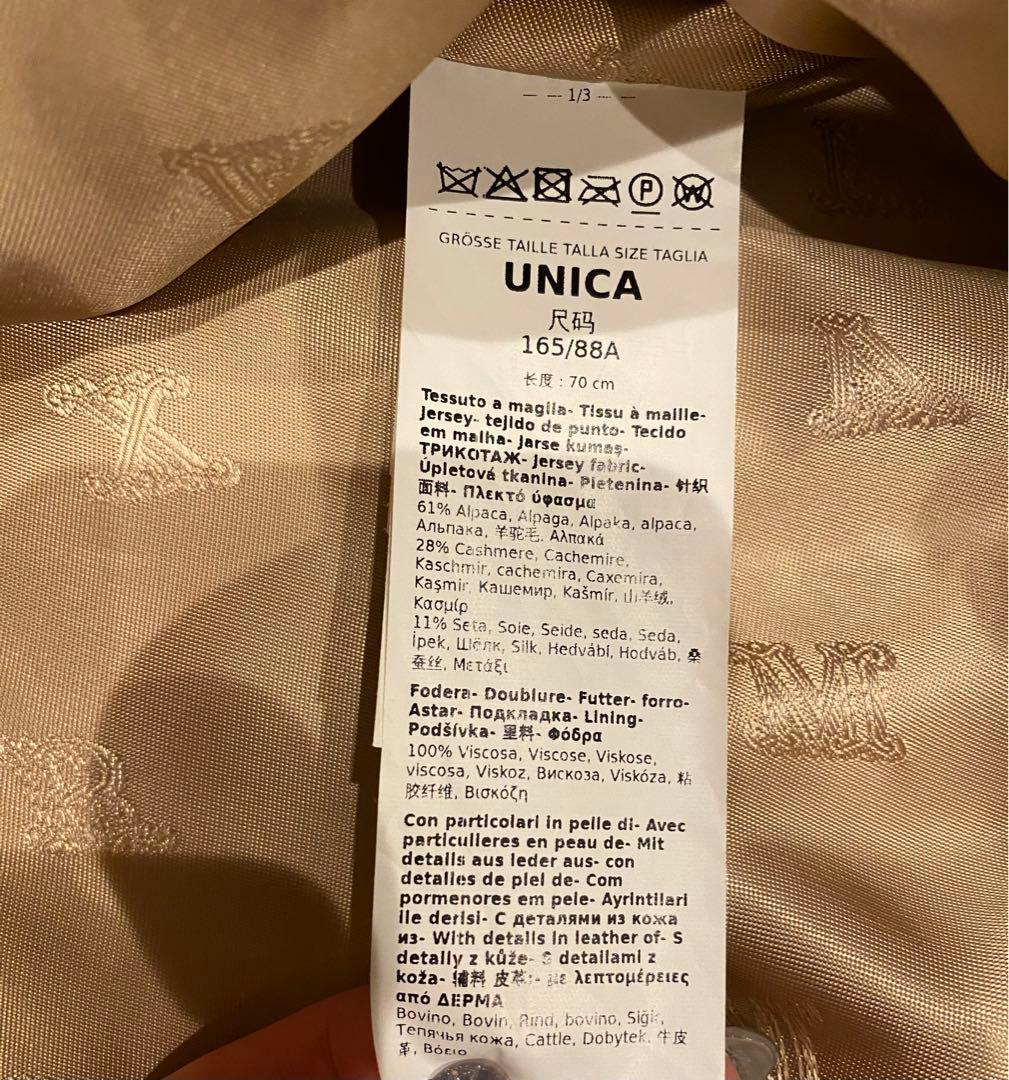 — — 1/3 — —
P
W
GRÖSSE TAILLE TALLA SIZE TAGLIA
UNICA
尺码
165/88A
长度 : 70 cm
Tessuto a maglia- Tissu à maille-
Jersey- tejido de punto- Tecido
em malha- Jarse kumaş-
ТРИКОТАЖ- Jersey fabric-
Úpletová tkanina- Pletenina- 针织
面料- Πλεκτό ύφασμα
61% Alpaca, Alpaga, Alpaka, alpaca,
Альпака, 羊驼毛, Αλπακά
28% Cashmere, Cachemire,
Kaschmir, cachemira, Caxemira,
Kaşmir, Кашемир, Kašmír, 山羊绒,
Κασμίρ
11% Seta, Soie, Seide, seda, Seda,
İpek, Шёлк, Silk, Hedvábí, Hodváb, 桑
蚕丝, Μετάξι
Fodera- Doublure- Futter- forro-
Astar- Подкладка- Lining-
Podšívka- 里料- Φόδρα
100% Viscosa, Viscose, Viskose,
viscosa, Viskoz, Вискоза, Viskóza, 粘
胶纤维, Βισκόζη
Con particolari in pelle di- Avec
particulieres en peau de- Mit
details aus leder aus- con
detalles de piel de- Com
pormenores em pele- Ayrintilari
ile derisi- С деталями из кожа
из- With details in leather of- S
detaily z kůže- S detailami z
koža- 辅料 皮革:- με λεπτομέρειες
από ΔΕΡΜΑ
Bovino, Bovin, Rind, bovino, Siğir,
Телячья кожа, Cattle, Dobytek, 牛皮
革, Βόειο